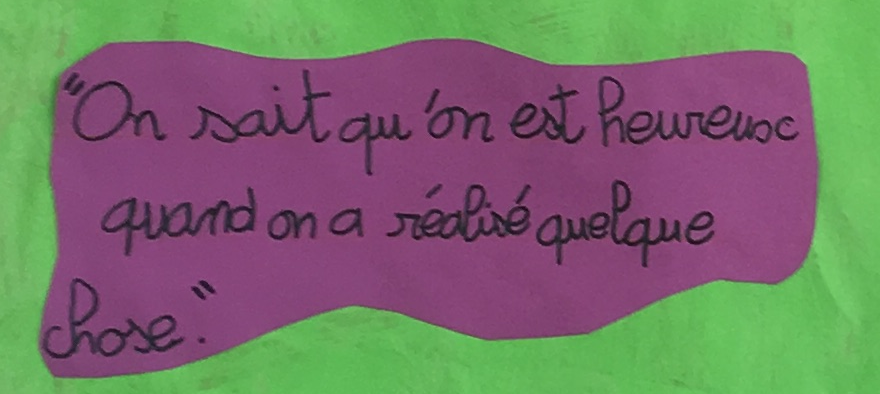 "On sait qu'on est heureux
quand on a réalisé quelque
chose."